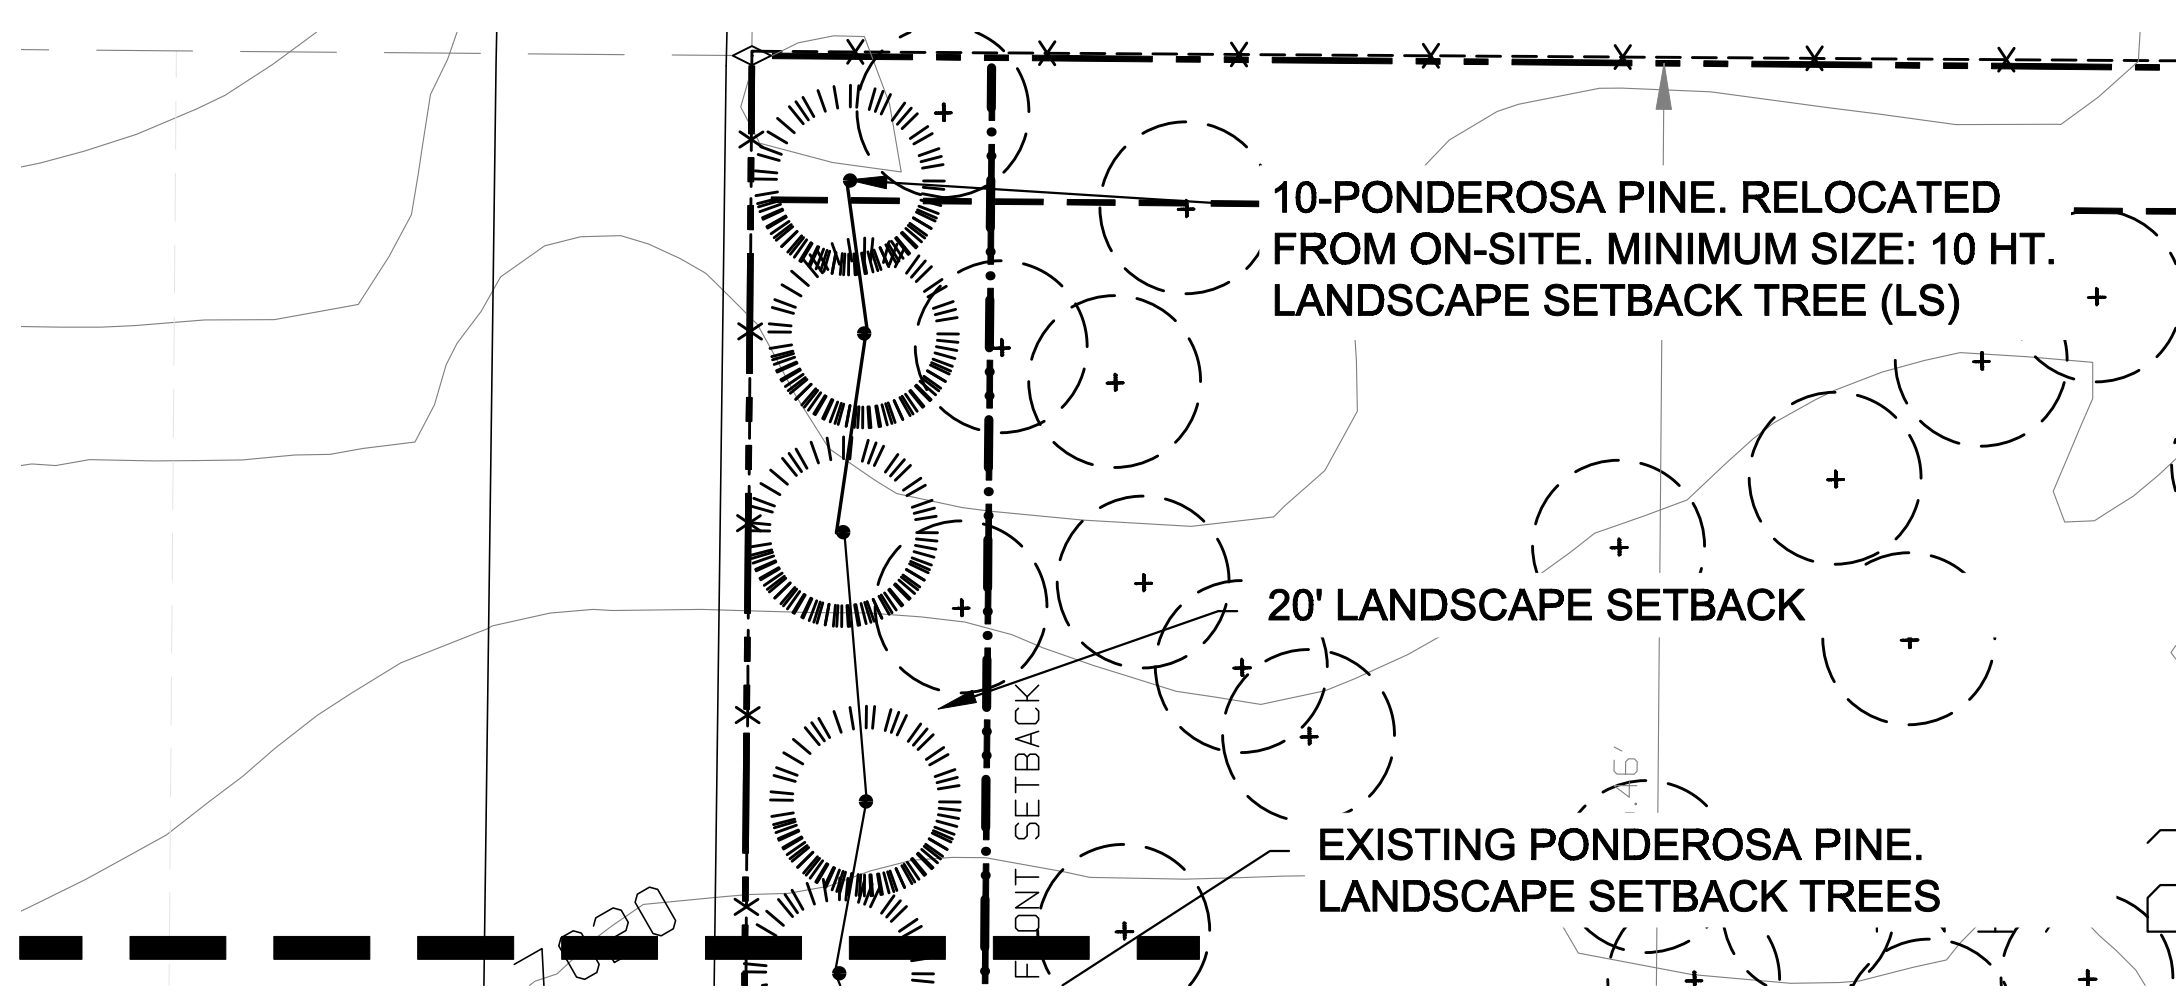 10-PONDEROSA PINE. RELOCATED
FROM ON-SITE. MINIMUM SIZE: 10 HT.
LANDSCAPE SETBACK TREE (LS)
20' LANDSCAPE SETBACK
FRONT SETBACK
.46'
EXISTING PONDEROSA PINE.
LANDSCAPE SETBACK TREES